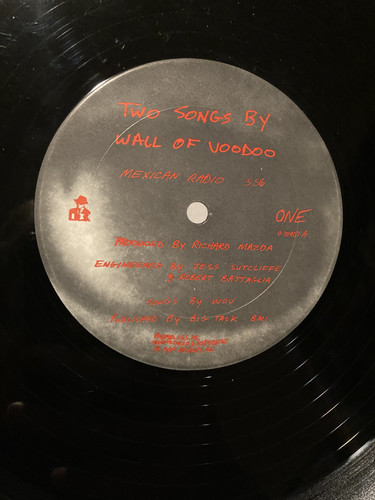 TWO SONGS BY
WALL OF VOODOO
MEXICAN RADIO 3:56
ONE
PRODUCED BY RICHARD MAZDA
ENGINEERED BY JESS SUTCLIFFE
& ROBERT BATTAGLIA
SONGS BY WOV
PUBLISHED BY BIG TALK BMI